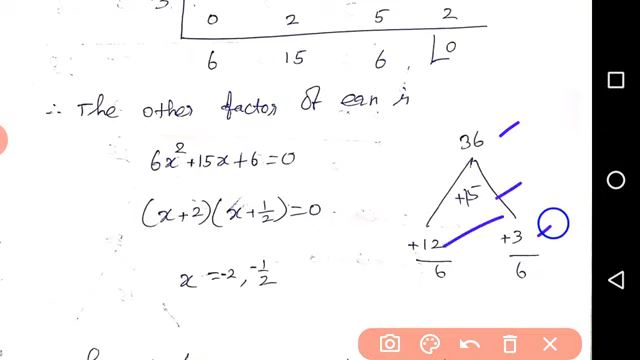 0 2 5 2
6 15 6 0
∴ The other factor of eqn is
6x² + 15x + 6 = 0
(x + 2)(x + 1/2) = 0
x = -2, -1/2
36
+15
+12/6 +3/6